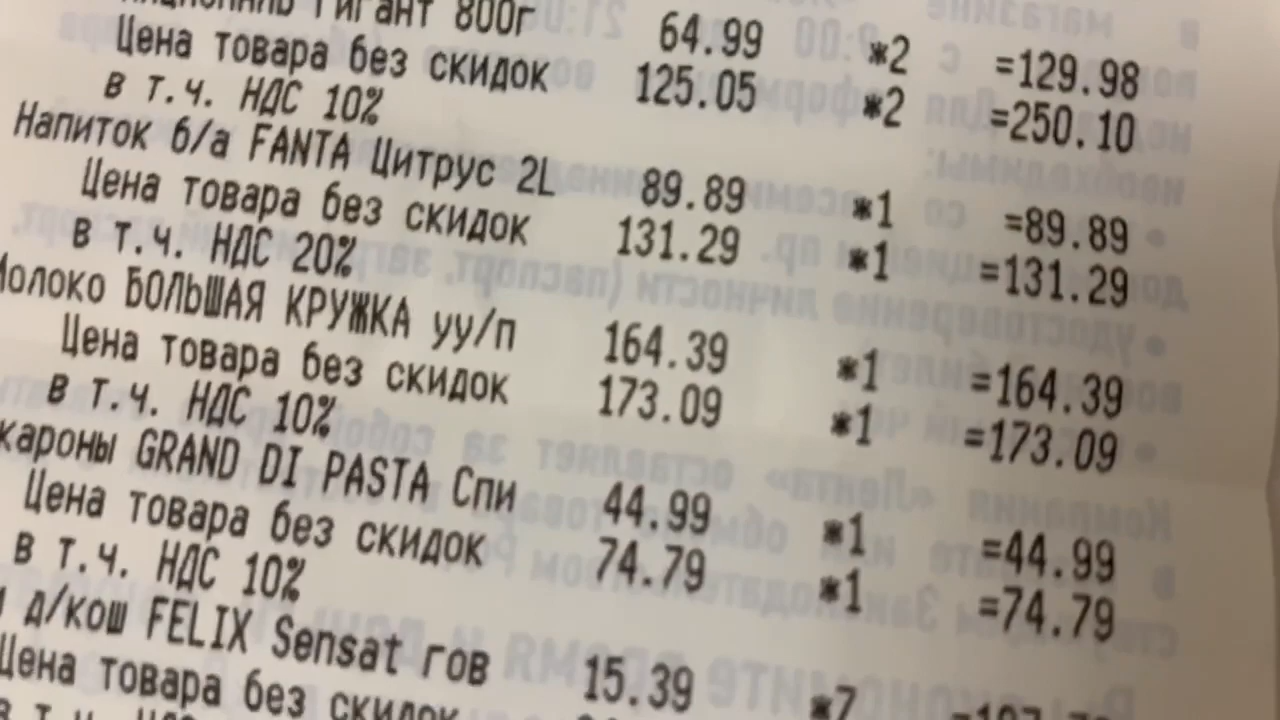 Гигант 800г 64.99 *2 =129.98
Цена товара без скидок 125.05 *2 =250.10
в т.ч. НДС 10%
Напиток б/а FANTA Цитрус 2L 89.89 *1 =89.89
Цена товара без скидок 131.29 *1 =131.29
в т.ч. НДС 20%
Молоко БОЛЬШАЯ КРУЖКА уу/п 164.39 *1 =164.39
Цена товара без скидок 173.09 *1 =173.09
в т.ч. НДС 10%
кароны GRAND DI PASTA Спи 44.99 *1 =44.99
Цена товара без скидок 74.79 *1 =74.79
в т.ч. НДС 10%
д/кош FELIX Sensat гов 15.39 *7
Цена товара без скидок
в т.ч. НДС